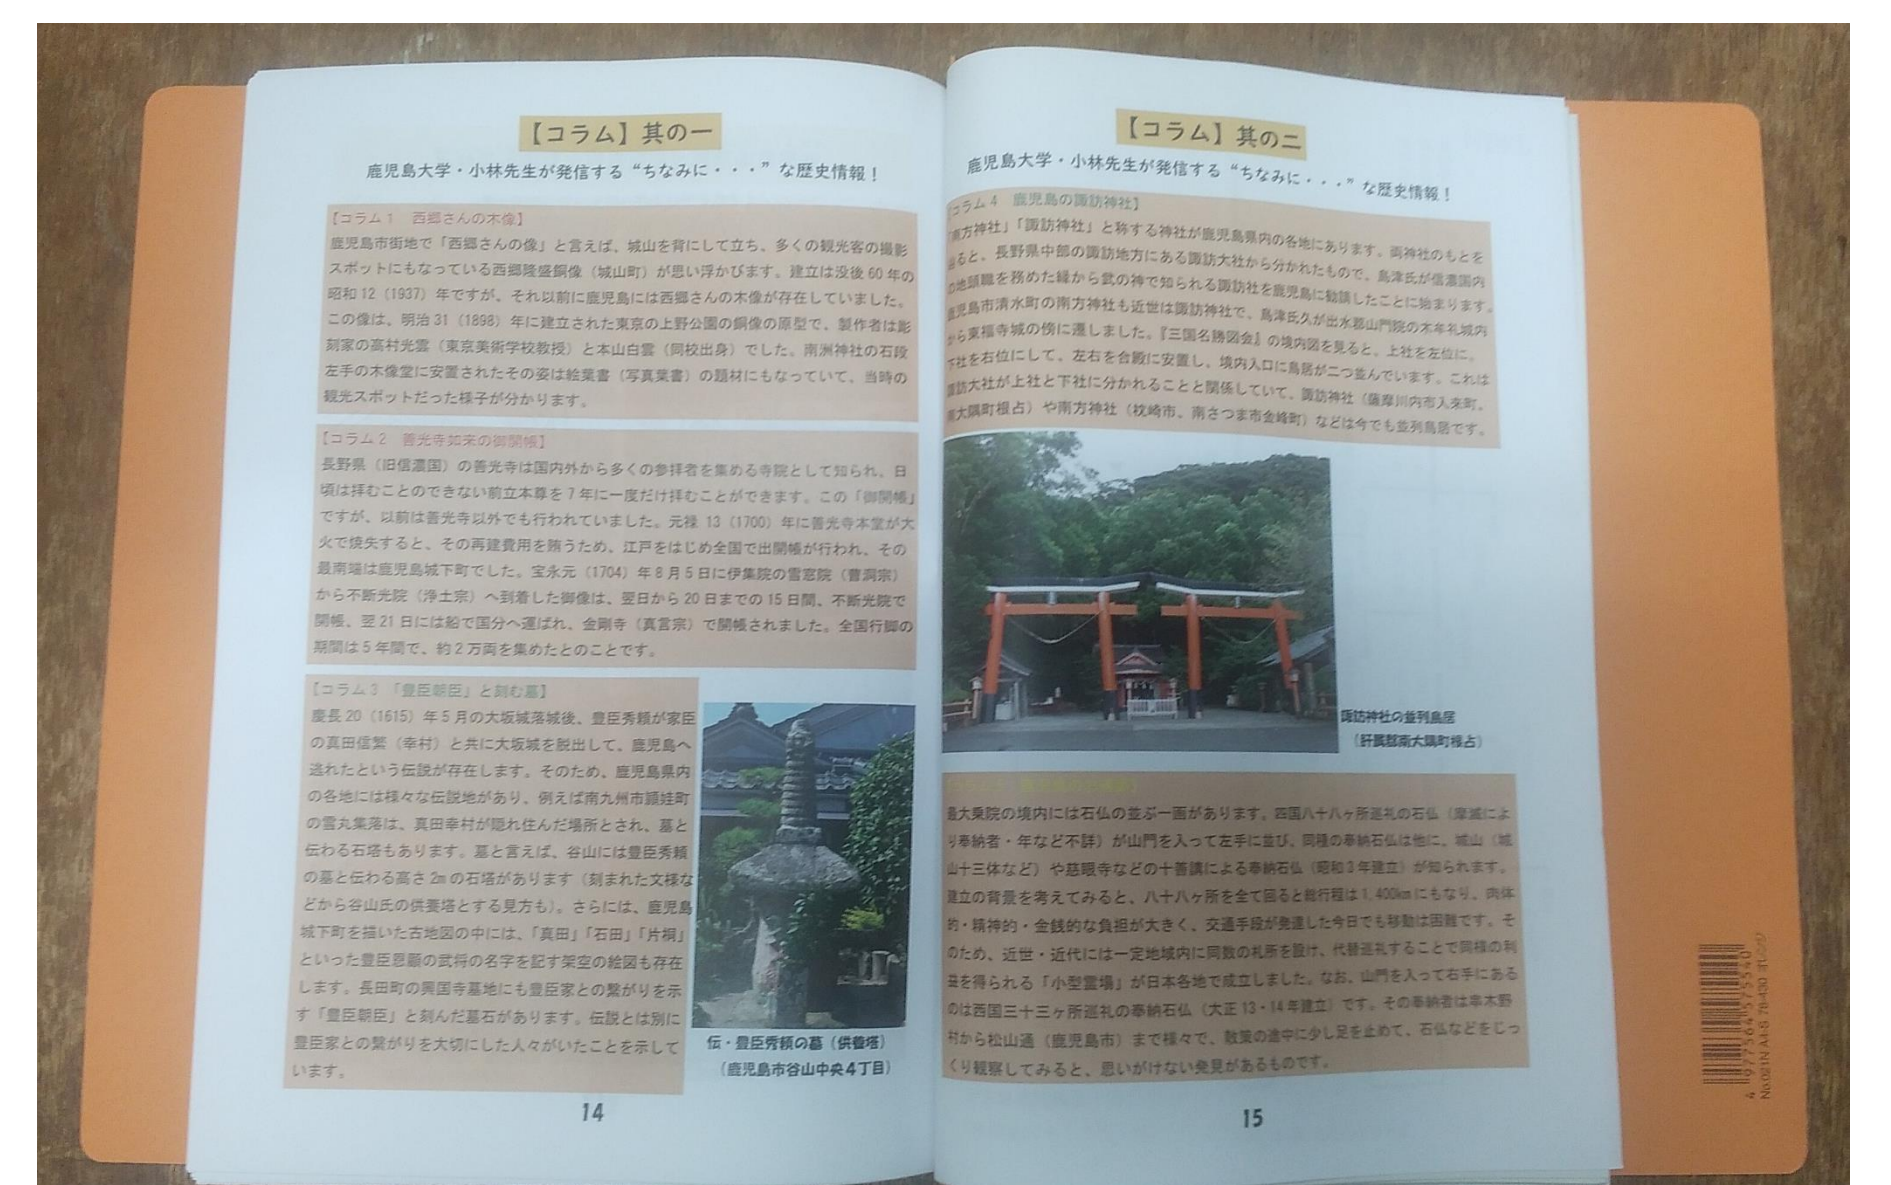 【コラム】其の一
鹿児島大学・小林先生が発信する“ちなみに・・・”な歴史情報！
【コラム1　西郷さんの木像】
鹿児島市街地で「西郷さんの像」と言えば、城山を背にして立ち、多くの観光客の撮影
スポットにもなっている西郷隆盛銅像（城山町）が思い浮かびます。建立は没後 60 年の
昭和 12（1937）年ですが、それ以前に鹿児島には西郷さんの木像が存在していました。
この像は、明治 31（1898）年に建立された東京の上野公園の銅像の原型で、製作者は彫
刻家の高村光雲（東京美術学校教授）と本山白雲（同校出身）でした。南洲神社の石段
左手の木像堂に安置されたその姿は絵葉書（写真葉書）の題材にもなっていて、当時の
観光スポットだった様子が分かります。
【コラム2　善光寺如来の御開帳】
長野県（旧信濃国）の善光寺は国内外から多くの参拝者を集める寺院として知られ、日
頃は拝むことのできない前立本尊を 7 年に一度だけ拝むことができます。この「御開帳」
ですが、以前は善光寺以外でも行われていました。元禄 13（1700）年に善光寺本堂が大
火で焼失すると、その再建費用を賄うため、江戸をはじめ全国で出開帳が行われ、その
最南端は鹿児島城下町でした。宝永元（1704）年 8 月 5 日に伊集院の雪窓院（曹洞宗）
から不断光院（浄土宗）へ到着した御像は、翌日から 20 日までの 15 日間、不断光院で
開帳、翌 21 日には船で国分へ運ばれ、金剛寺（真言宗）で開帳されました。全国行脚の
期間は 5 年間で、約 2 万両を集めたとのことです。
【コラム3　「豊臣朝臣」と刻む墓】
慶長 20（1615）年 5 月の大坂城落城後、豊臣秀頼が家臣
の真田信繁（幸村）と共に大坂城を脱出して、鹿児島へ
逃れたという伝説が存在します。そのため、鹿児島県内
の各地には様々な伝説地があり、例えば南九州市頴娃町
の雪丸集落は、真田幸村が隠れ住んだ場所とされ、墓と
伝わる石塔もあります。墓と言えば、谷山には豊臣秀頼
の墓と伝わる高さ 2m の石塔があります（刻まれた文様な
どから谷山氏の供養塔とする見方も）。さらには、鹿児島
城下町を描いた古地図の中には、「真田」「石田」「片桐」
といった豊臣恩顧の武将の名字を記す架空の絵図も存在
します。長田町の興国寺墓地にも豊臣家との繋がりを示
す「豊臣朝臣」と刻んだ墓石があります。伝説とは別に
豊臣家との繋がりを大切にした人々がいたことを示して
います。
伝・豊臣秀頼の墓（供養塔）
（鹿児島市谷山中央4丁目）
14
【コラム】其の二
鹿児島大学・小林先生が発信する“ちなみに・・・”な歴史情報！
コラム4　鹿児島の諏訪神社】
「南方神社」「諏訪神社」と称する神社が鹿児島県内の各地にあります。両神社のもとを
ると、長野県中部の諏訪地方にある諏訪大社から分かれたもので、島津氏が信濃国内
の地頭職を務めた縁から武の神で知られる諏訪社を鹿児島に勧請したことに始まります。
鹿児島市清水町の南方神社も近世は諏訪神社で、島津氏久が出水郡山門院の木牟礼城内
から東福寺城の傍に遷しました。『三国名勝図会』の境内図を見ると、上社を左位に、
下社を右位にして、左右を合殿に安置し、境内入口に鳥居が二つ並んでいます。これは
諏訪大社が上社と下社に分かれることと関係していて、諏訪神社（薩摩川内市入来町、
南大隅町根占）や南方神社（枕崎市、南さつま市金峰町）などは今でも並列鳥居です。
諏訪神社の並列鳥居
（肝属郡南大隅町根占）
大乗院の境内には石仏の並ぶ一画があります。四国八十八ヶ所巡礼の石仏（摩滅によ
り奉納者・年など不詳）が山門を入って左手に並び、同種の奉納石仏は他に、城山（城
山十三体など）や慈眼寺などの十善講による奉納石仏（昭和3年建立）が知られます。
建立の背景を考えてみると、八十八ヶ所を全て回ると総行程は 1,400km にもなり、肉体
的・精神的・金銭的な負担が大きく、交通手段が発達した今日でも移動は困難です。そ
のため、近世・近代には一定地域内に同数の札所を設け、代替巡礼することで同様の利
益を得られる「小型霊場」が日本各地で成立しました。なお、山門を入って右手にある
のは西国三十三ヶ所巡礼の奉納石仏（大正 13・14 年建立）です。その奉納者は串木野
村から松山通（鹿児島市）まで様々で、散策の途中に少し足を止めて、石仏などをじっ
くり観察してみると、思いがけない発見があるものです。
15
4 977564 575540
No.021N A4-S 78-430 オレンジ